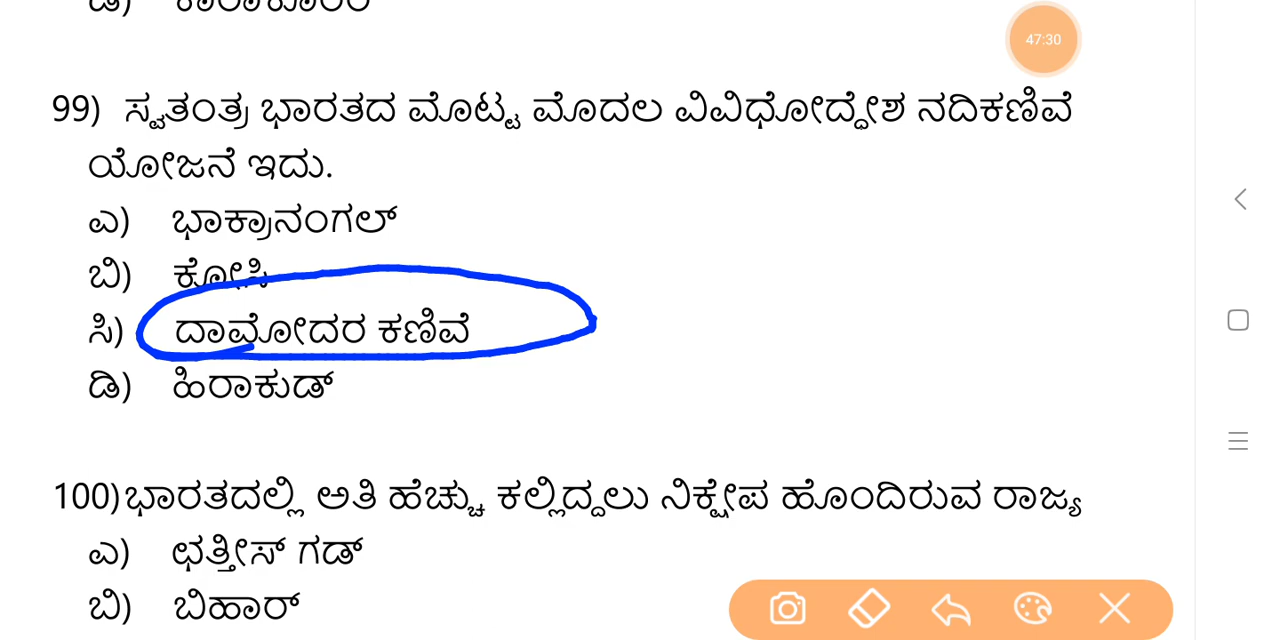 47:30
99) ಸ್ವತಂತ್ರ ಭಾರತದ ಮೊಟ್ಟ ಮೊದಲ ವಿವಿಧೋದ್ಧೇಶ ನದಿಕಣಿವೆ
ಯೋಜನೆ ಇದು.
ಎ) ಭಾಕ್ರಾನಂಗಲ್
ಬಿ) ಕೋಸಿ
ಸಿ) ದಾಮೋದರ ಕಣಿವೆ
ಡಿ) ಹಿರಾಕುಡ್
100) ಭಾರತದಲ್ಲಿ ಅತಿ ಹೆಚ್ಚು ಕಲ್ಲಿದ್ದಲು ನಿಕ್ಷೇಪ ಹೊಂದಿರುವ ರಾಜ್ಯ
ಎ) ಛತ್ತೀಸ್ ಗಡ್
ಬಿ) ಬಿಹಾರ್